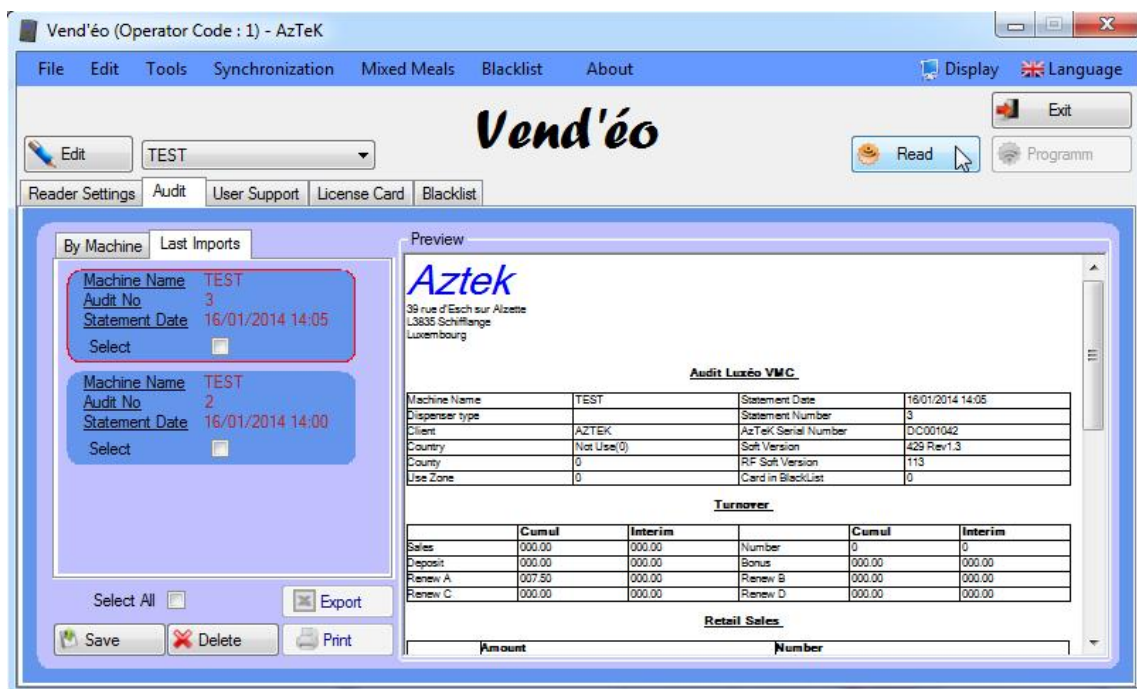 Vend'éo (Operator Code : 1) - AzTeK
File Edit Tools Synchronization Mixed Meals Blacklist About Display Language
Vend'éo
Exit
Edit TEST Read Programm
Reader Settings Audit User Support License Card Blacklist
By Machine Last Imports
Machine Name TEST
Audit No 3
Statement Date 16/01/2014 14:05
Select
Machine Name TEST
Audit No 2
Statement Date 16/01/2014 14:00
Select
Select All Export
Save Delete Print
Preview
Aztek
39 rue d'Esch sur Alzette
L3835 Schifflange
Luxembourg
Audit Luxéo VMC
Machine Name TEST Statement Date 16/01/2014 14:05
Dispenser type Statement Number 3
Client AZTEK AzTeK Serial Number DC001042
Country Not Use(0) Soft Version 429 Rev1.3
County 0 RF Soft Version 113
Use Zone 0 Card in BlackList 0
Turnover
Cumul Interim Cumul Interim
Sales 000.00 000.00 Number 0 0
Deposit 000.00 000.00 Bonus 000.00 000.00
Renew A 007.50 000.00 Renew B 000.00 000.00
Renew C 000.00 000.00 Renew D 000.00 000.00
Retail Sales
Amount Number